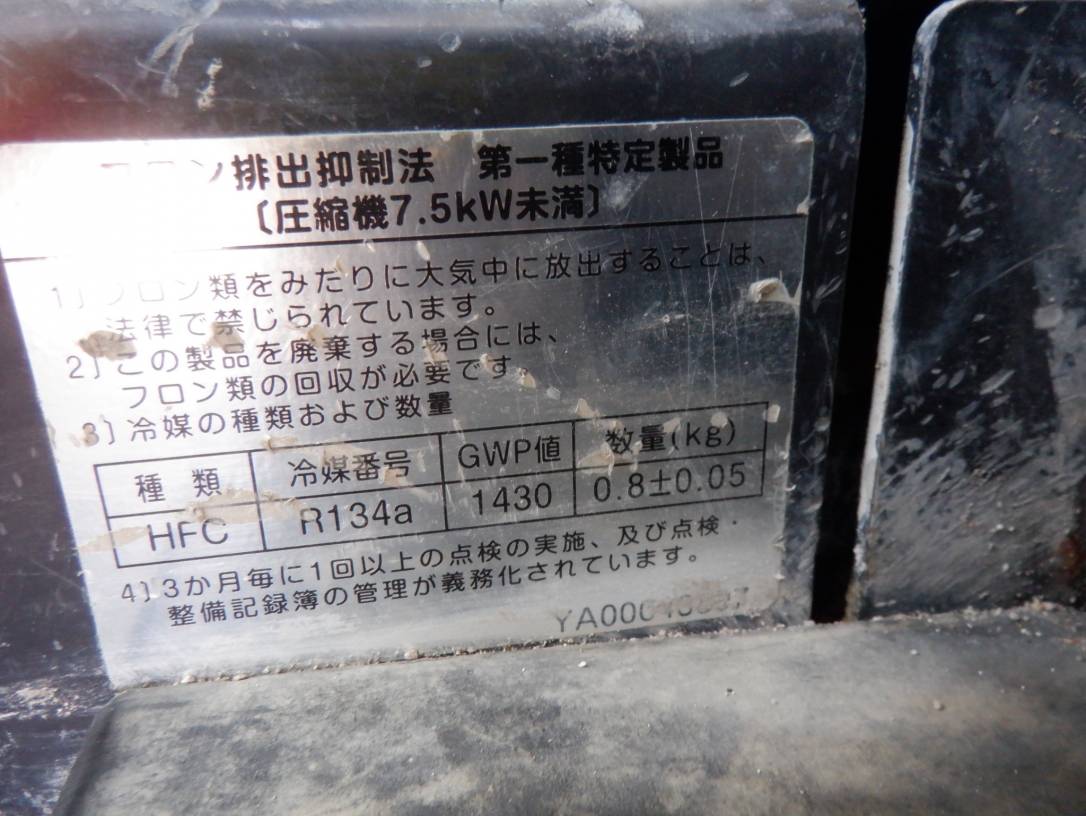 フロン排出抑制法 第一種特定製品
〔圧縮機7.5kW未満〕
1〕フロン類をみだりに大気中に放出することは、
法律で禁じられています。
2〕この製品を廃棄する場合には、
フロン類の回収が必要です。
3〕冷媒の種類および数量
種類 冷媒番号 GWP値 数量(kg)
HFC R134a 1430 0.8±0.05
4〕3か月毎に1回以上の点検の実施、及び点検・
整備記録簿の管理が義務化されています。